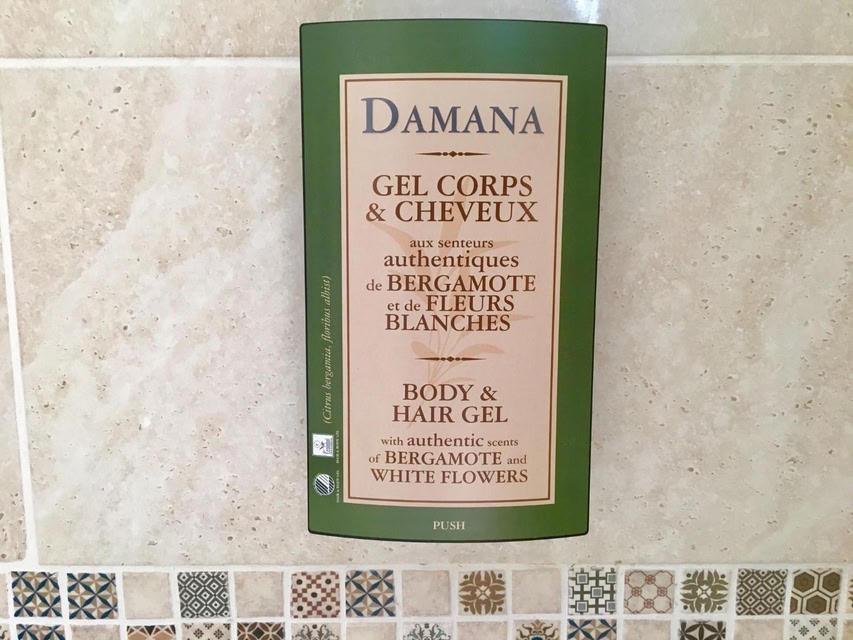 DAMANA
GEL CORPS
& CHEVEUX
aux senteurs
authentiques
de BERGAMOTE
et de FLEURS
BLANCHES
BODY &
HAIR GEL
with authentic scents
of BERGAMOTE and
WHITE FLOWERS
(Citrus bergamia, floribus albist)
PUSH